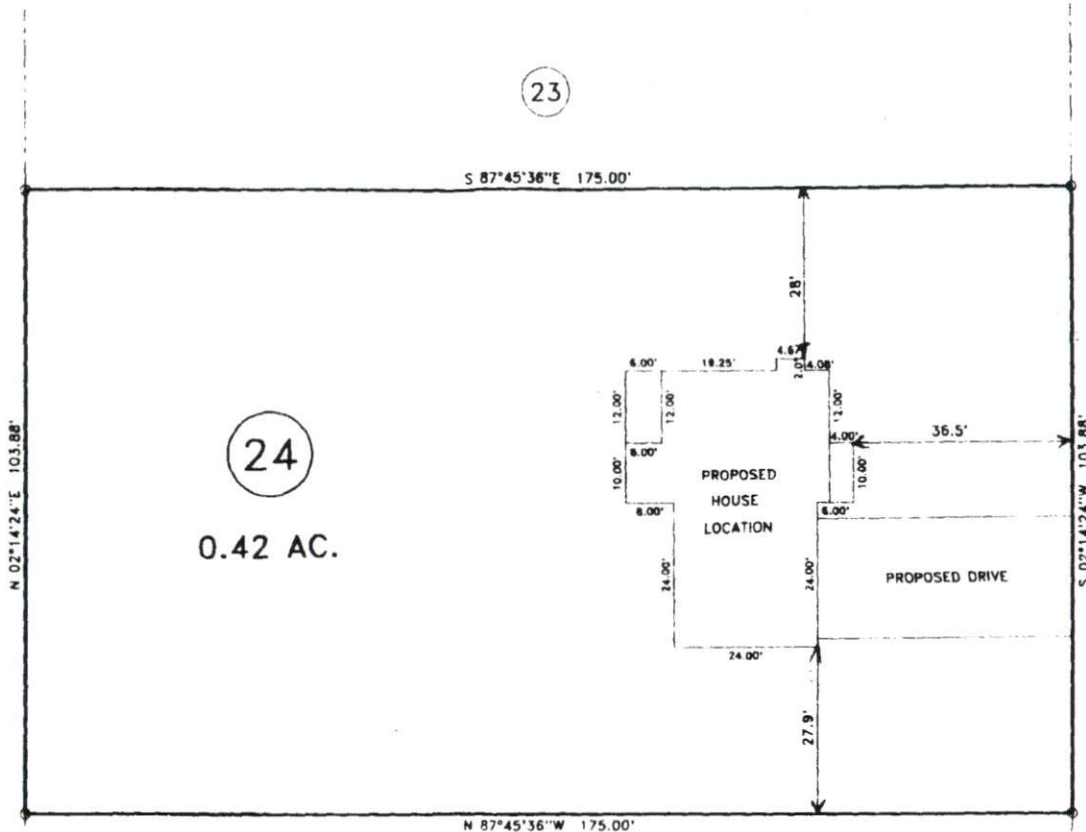 23
S 87°45'36"E 175.00'
28'
4.67'
6.00'
19.25'
2.0'
4.08'
12.00'
12.00'
12.00'
N 02°14'24"E 103.88'
24
0.42 AC.
4.00'
36.5'
6.00'
10.00'
10.00'
PROPOSED
HOUSE
LOCATION
8.00'
6.00'
S 02°14'24"W 103.88'
24.00'
24.00'
PROPOSED DRIVE
24.00'
27.9'
N 87°45'36"W 175.00'